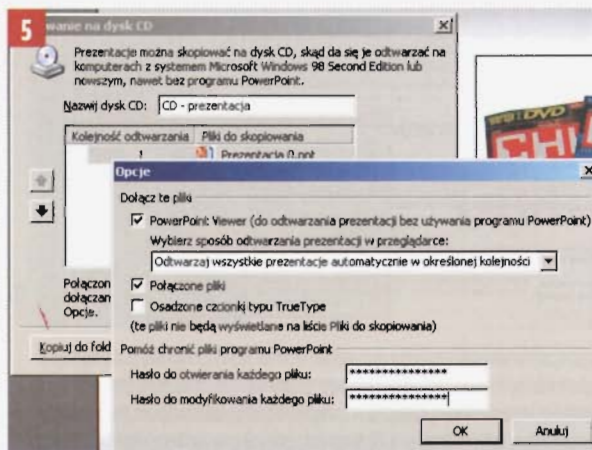 5
wanie na dysk CD
Prezentacje można skopiować na dysk CD, skąd da się je odtwarzać na
komputerach z systemem Microsoft Windows 98 Second Edition lub
nowszym, nawet bez programu PowerPoint.
Nazwij dysk CD: CD - prezentacja
Kolejność odtwarzania Pliki do skopiowania
1
Opcje
Dołącz te pliki
PowerPoint Viewer (do odtwarzania prezentacji bez używania programu PowerPoint)
Wybierz sposób odtwarzania prezentacji w przeglądarce:
Odtwarzaj wszystkie prezentacje automatycznie w określonej kolejności
Połączone pliki
Osadzone czcionki typu TrueType
(te pliki nie będą wyświetlane na liście Pliki do skopiowania)
Pomóż chronić pliki programu PowerPoint
Hasło do otwierania każdego pliku: ***************
Hasło do modyfikowania każdego pliku: ***************
OK Anuluj
Połączon
dołączan
Opcje.
Kopiuj do fold
DVD